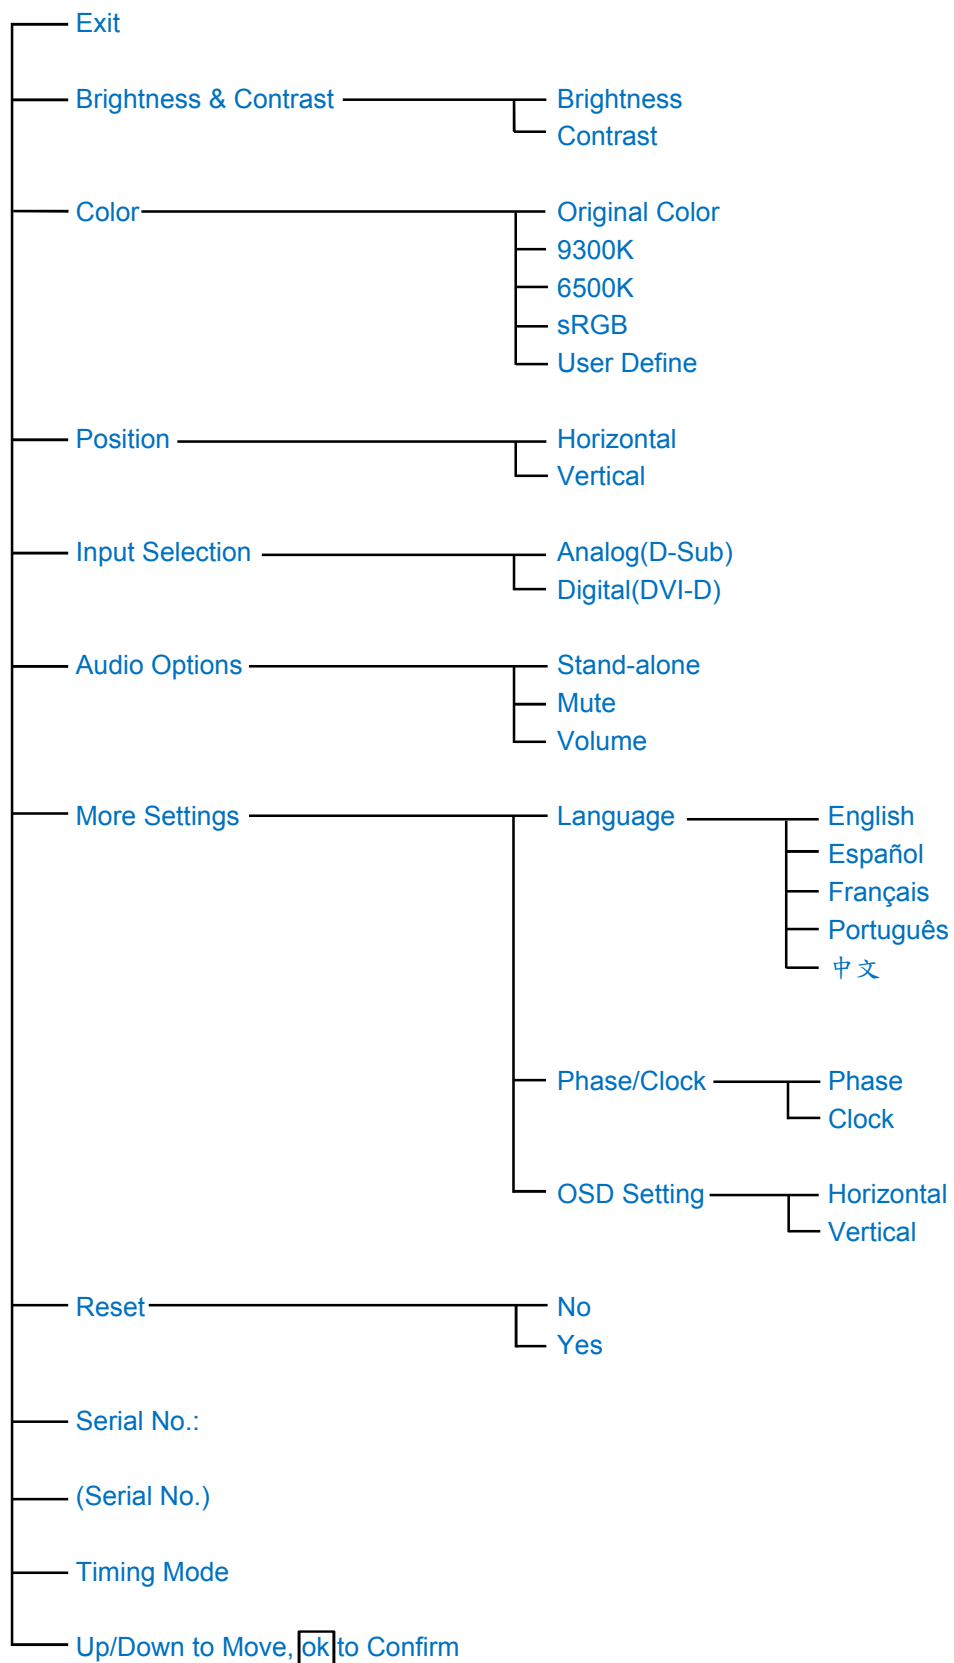 Exit
Brightness & Contrast
Brightness
Contrast
Color
Original Color
9300K
6500K
sRGB
User Define
Position
Horizontal
Vertical
Input Selection
Analog(D-Sub)
Digital(DVI-D)
Audio Options
Stand-alone
Mute
Volume
More Settings
Language
English
Español
Français
Português
中文
Phase/Clock
Phase
Clock
OSD Setting
Horizontal
Vertical
Reset
No
Yes
Serial No.:
(Serial No.)
Timing Mode
Up/Down to Move, ok to Confirm